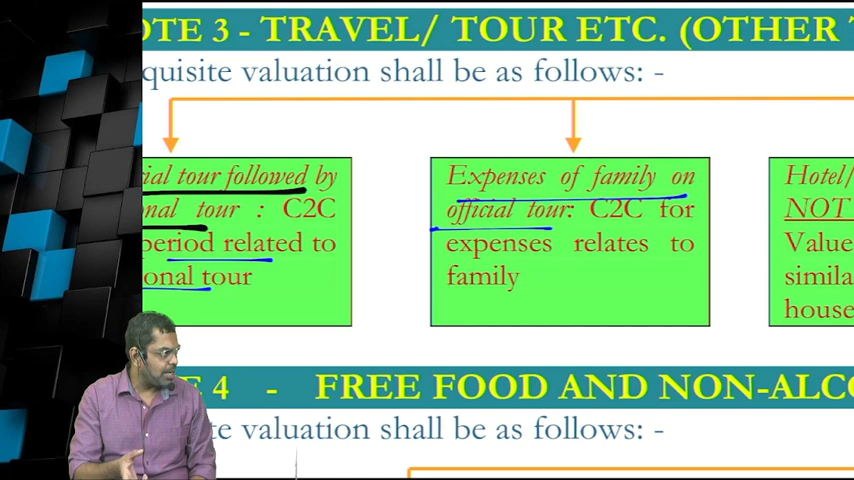 OTE 3 - TRAVEL/ TOUR ETC. (OTHER
quisite valuation shall be as follows: -
ial tour followed by
onal tour : C2C
period related to
onal tour
Expenses of family on
official tour: C2C for
expenses relates to
family
Hotel/
NOT
Value
simila
house
E 4 - FREE FOOD AND NON-ALCO
te valuation shall be as follows: -